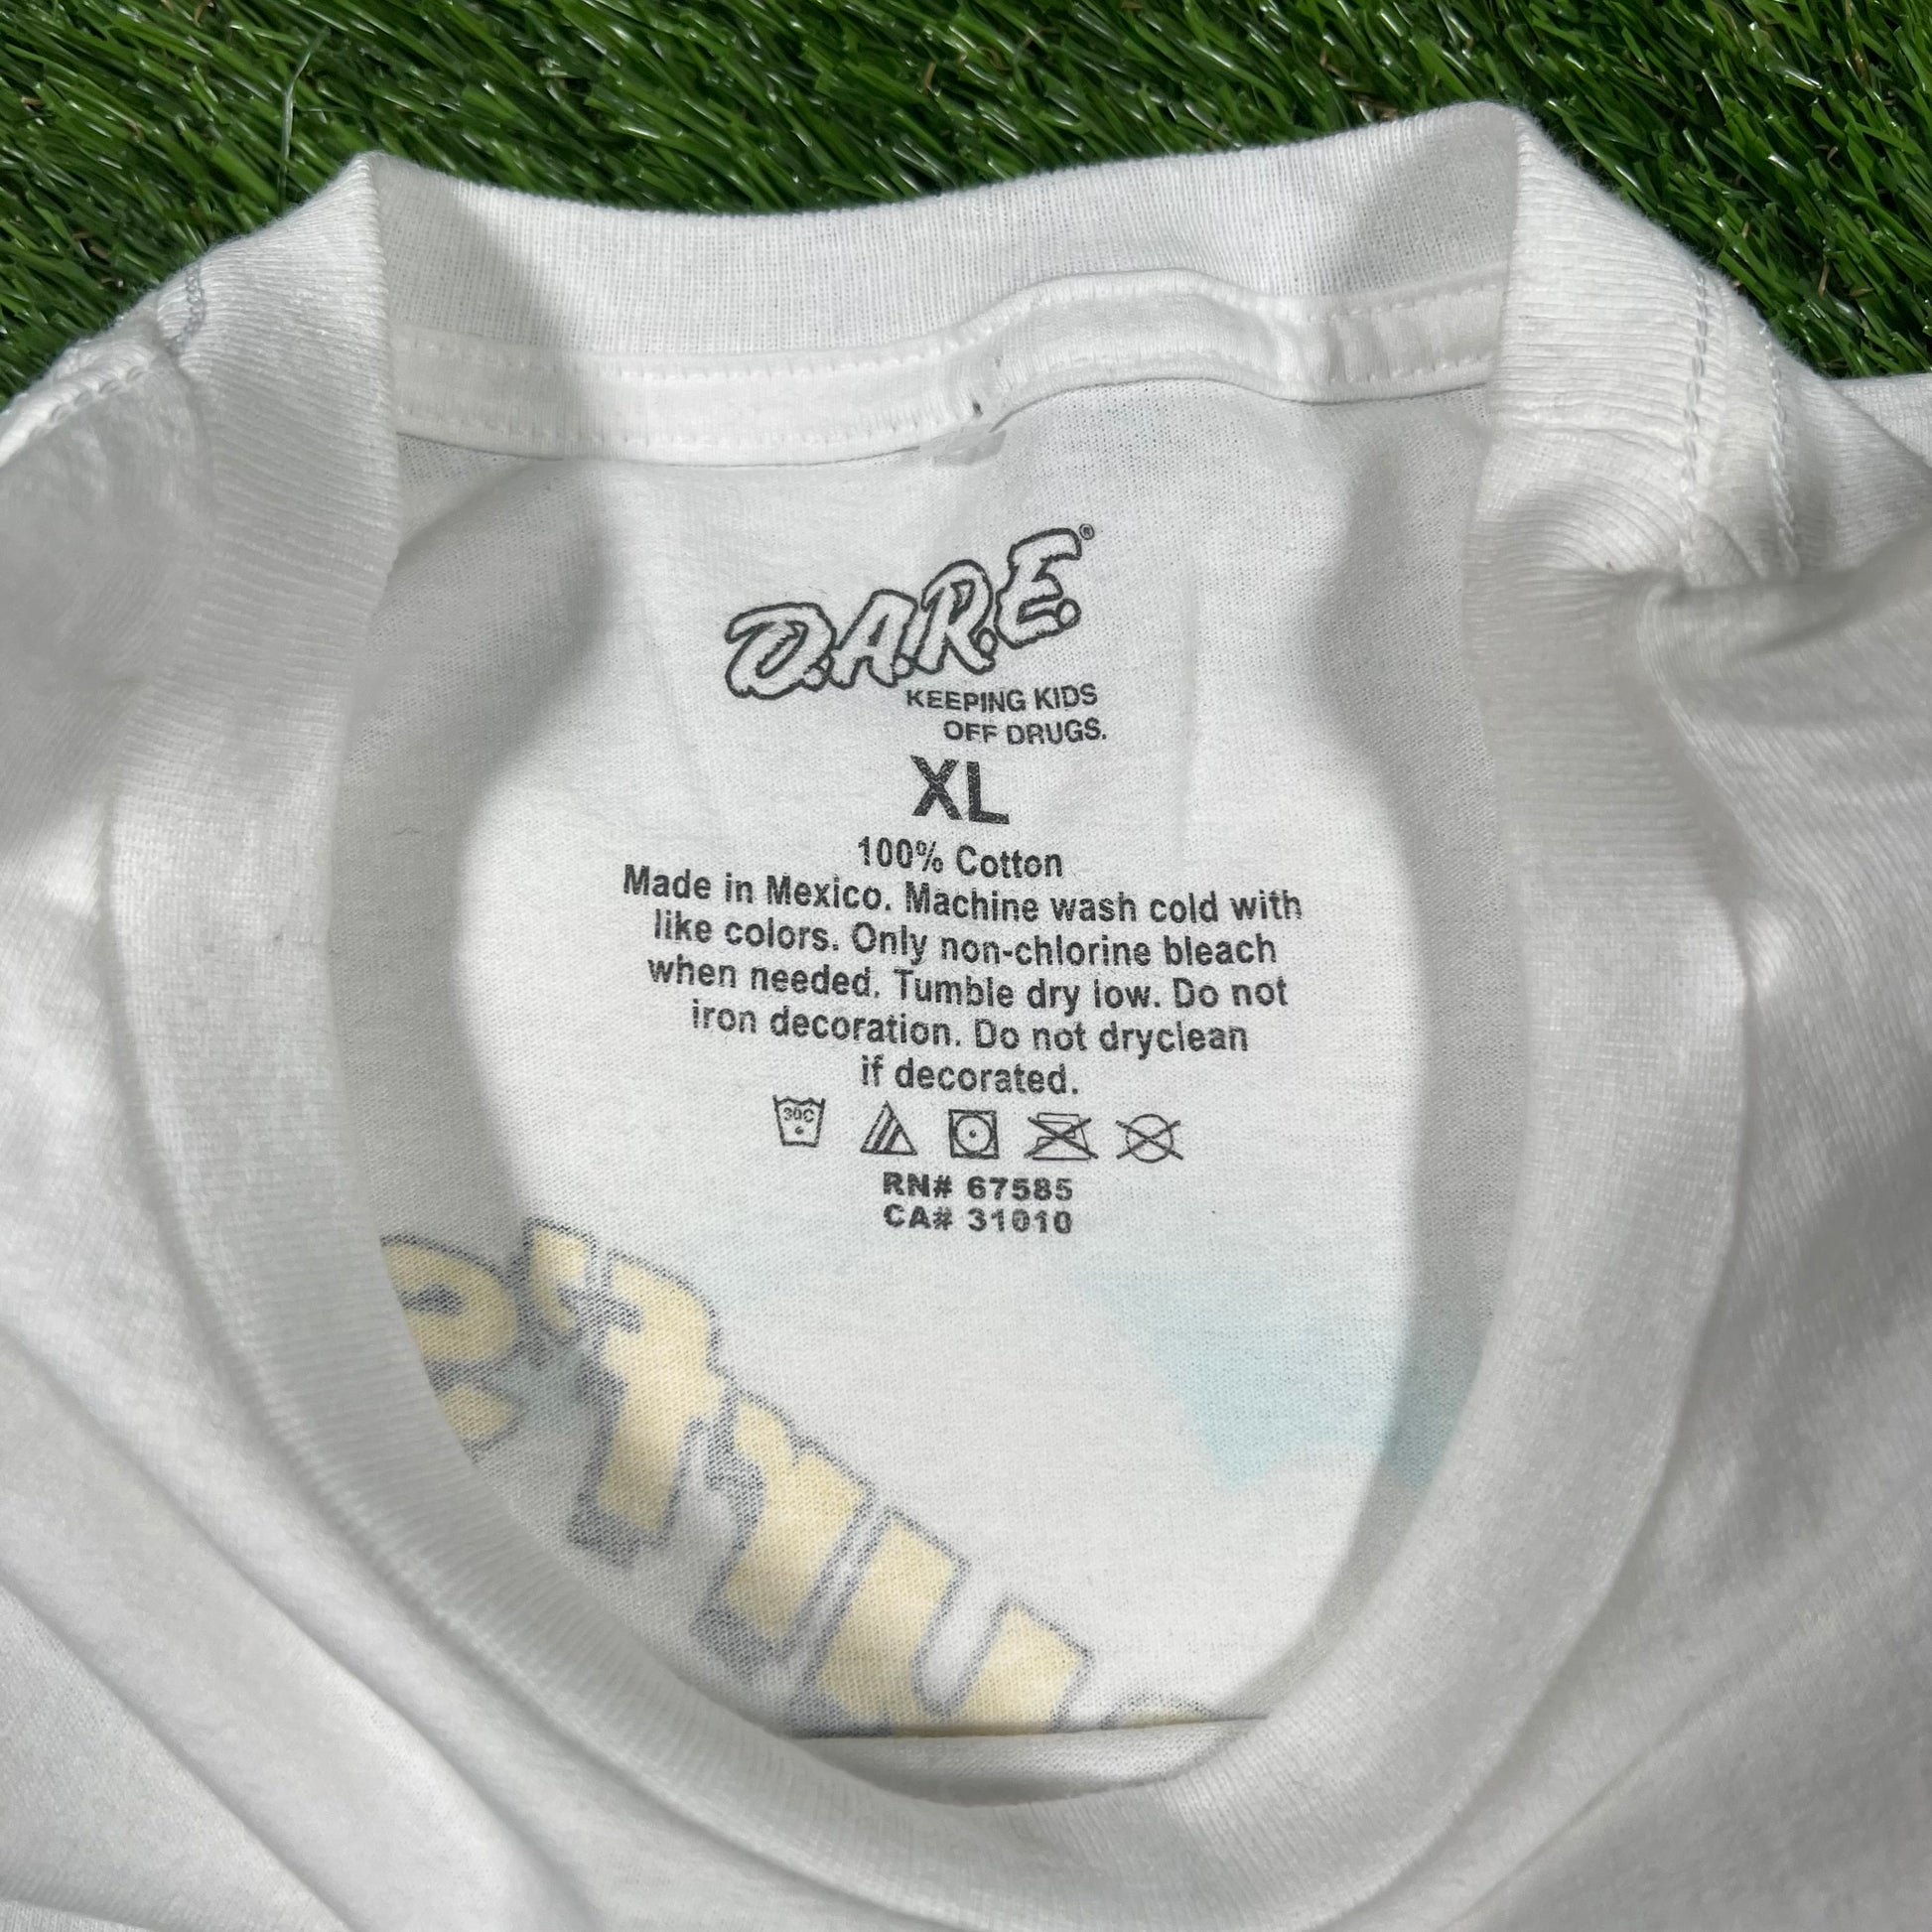 D.A.R.E.®
KEEPING KIDS
OFF DRUGS.
XL
100% Cotton
Made in Mexico. Machine wash cold with
like colors. Only non-chlorine bleach
when needed. Tumble dry low. Do not
iron decoration. Do not dryclean
if decorated.
30C
RN# 67585
CA# 31010